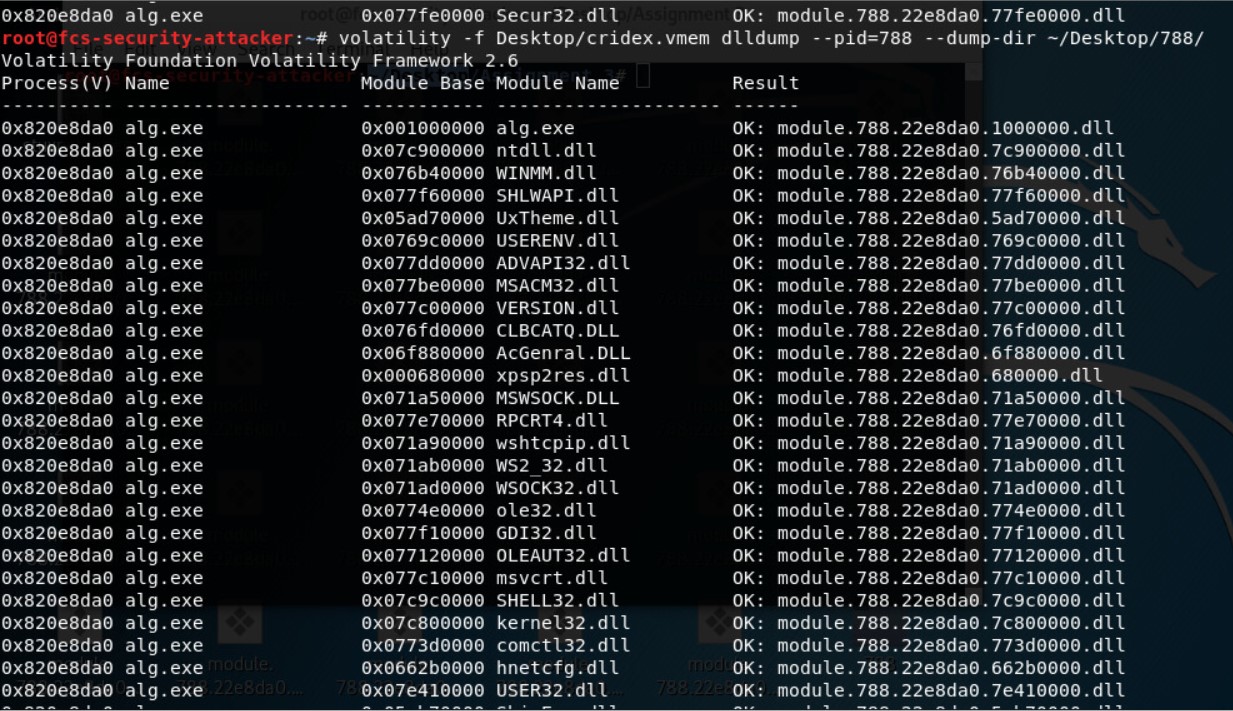 0x820e8da0 alg.exe 0x077fe0000 Secur32.dll OK: module.788.22e8da0.77fe0000.dll
root@fcs-security-attacker:~# volatility -f Desktop/cridex.vmem dlldump --pid=788 --dump-dir ~/Desktop/788/
Volatility Foundation Volatility Framework 2.6
Process(V) Name Module Base Module Name Result
---------- -------------------- ----------- -------------------- ------
0x820e8da0 alg.exe 0x001000000 alg.exe OK: module.788.22e8da0.1000000.dll
0x820e8da0 alg.exe 0x07c900000 ntdll.dll OK: module.788.22e8da0.7c900000.dll
0x820e8da0 alg.exe 0x076b40000 WINMM.dll OK: module.788.22e8da0.76b40000.dll
0x820e8da0 alg.exe 0x077f60000 SHLWAPI.dll OK: module.788.22e8da0.77f60000.dll
0x820e8da0 alg.exe 0x05ad70000 UxTheme.dll OK: module.788.22e8da0.5ad70000.dll
0x820e8da0 alg.exe 0x0769c0000 USERENV.dll OK: module.788.22e8da0.769c0000.dll
0x820e8da0 alg.exe 0x077dd0000 ADVAPI32.dll OK: module.788.22e8da0.77dd0000.dll
0x820e8da0 alg.exe 0x077be0000 MSACM32.dll OK: module.788.22e8da0.77be0000.dll
0x820e8da0 alg.exe 0x077c00000 VERSION.dll OK: module.788.22e8da0.77c00000.dll
0x820e8da0 alg.exe 0x076fd0000 CLBCATQ.DLL OK: module.788.22e8da0.76fd0000.dll
0x820e8da0 alg.exe 0x06f880000 AcGenral.DLL OK: module.788.22e8da0.6f880000.dll
0x820e8da0 alg.exe 0x000680000 xpsp2res.dll OK: module.788.22e8da0.680000.dll
0x820e8da0 alg.exe 0x071a50000 MSWSOCK.DLL OK: module.788.22e8da0.71a50000.dll
0x820e8da0 alg.exe 0x077e70000 RPCRT4.dll OK: module.788.22e8da0.77e70000.dll
0x820e8da0 alg.exe 0x071a90000 wshtcpip.dll OK: module.788.22e8da0.71a90000.dll
0x820e8da0 alg.exe 0x071ab0000 WS2_32.dll OK: module.788.22e8da0.71ab0000.dll
0x820e8da0 alg.exe 0x071ad0000 WSOCK32.dll OK: module.788.22e8da0.71ad0000.dll
0x820e8da0 alg.exe 0x0774e0000 ole32.dll OK: module.788.22e8da0.774e0000.dll
0x820e8da0 alg.exe 0x077f10000 GDI32.dll OK: module.788.22e8da0.77f10000.dll
0x820e8da0 alg.exe 0x077120000 OLEAUT32.dll OK: module.788.22e8da0.77120000.dll
0x820e8da0 alg.exe 0x077c10000 msvcrt.dll OK: module.788.22e8da0.77c10000.dll
0x820e8da0 alg.exe 0x07c9c0000 SHELL32.dll OK: module.788.22e8da0.7c9c0000.dll
0x820e8da0 alg.exe 0x07c800000 kernel32.dll OK: module.788.22e8da0.7c800000.dll
0x820e8da0 alg.exe 0x0773d0000 comctl32.dll OK: module.788.22e8da0.773d0000.dll
0x820e8da0 alg.exe 0x0662b0000 hnetcfg.dll OK: module.788.22e8da0.662b0000.dll
0x820e8da0 alg.exe 0x07e410000 USER32.dll OK: module.788.22e8da0.7e410000.dll